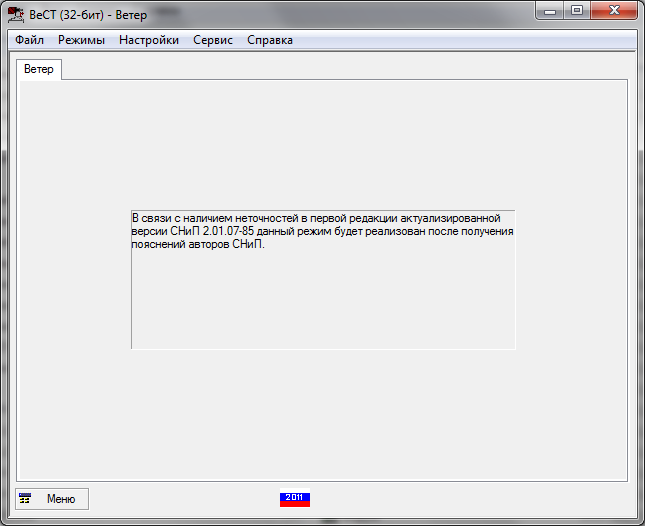 ВеСТ (32-бит) - Ветер
Файл Режимы Настройки Сервис Справка
Ветер
В связи с наличием неточностей в первой редакции актуализированной
версии СНиП 2.01.07-85 данный режим будет реализован после получения
пояснений авторов СНиП.
Меню
2011